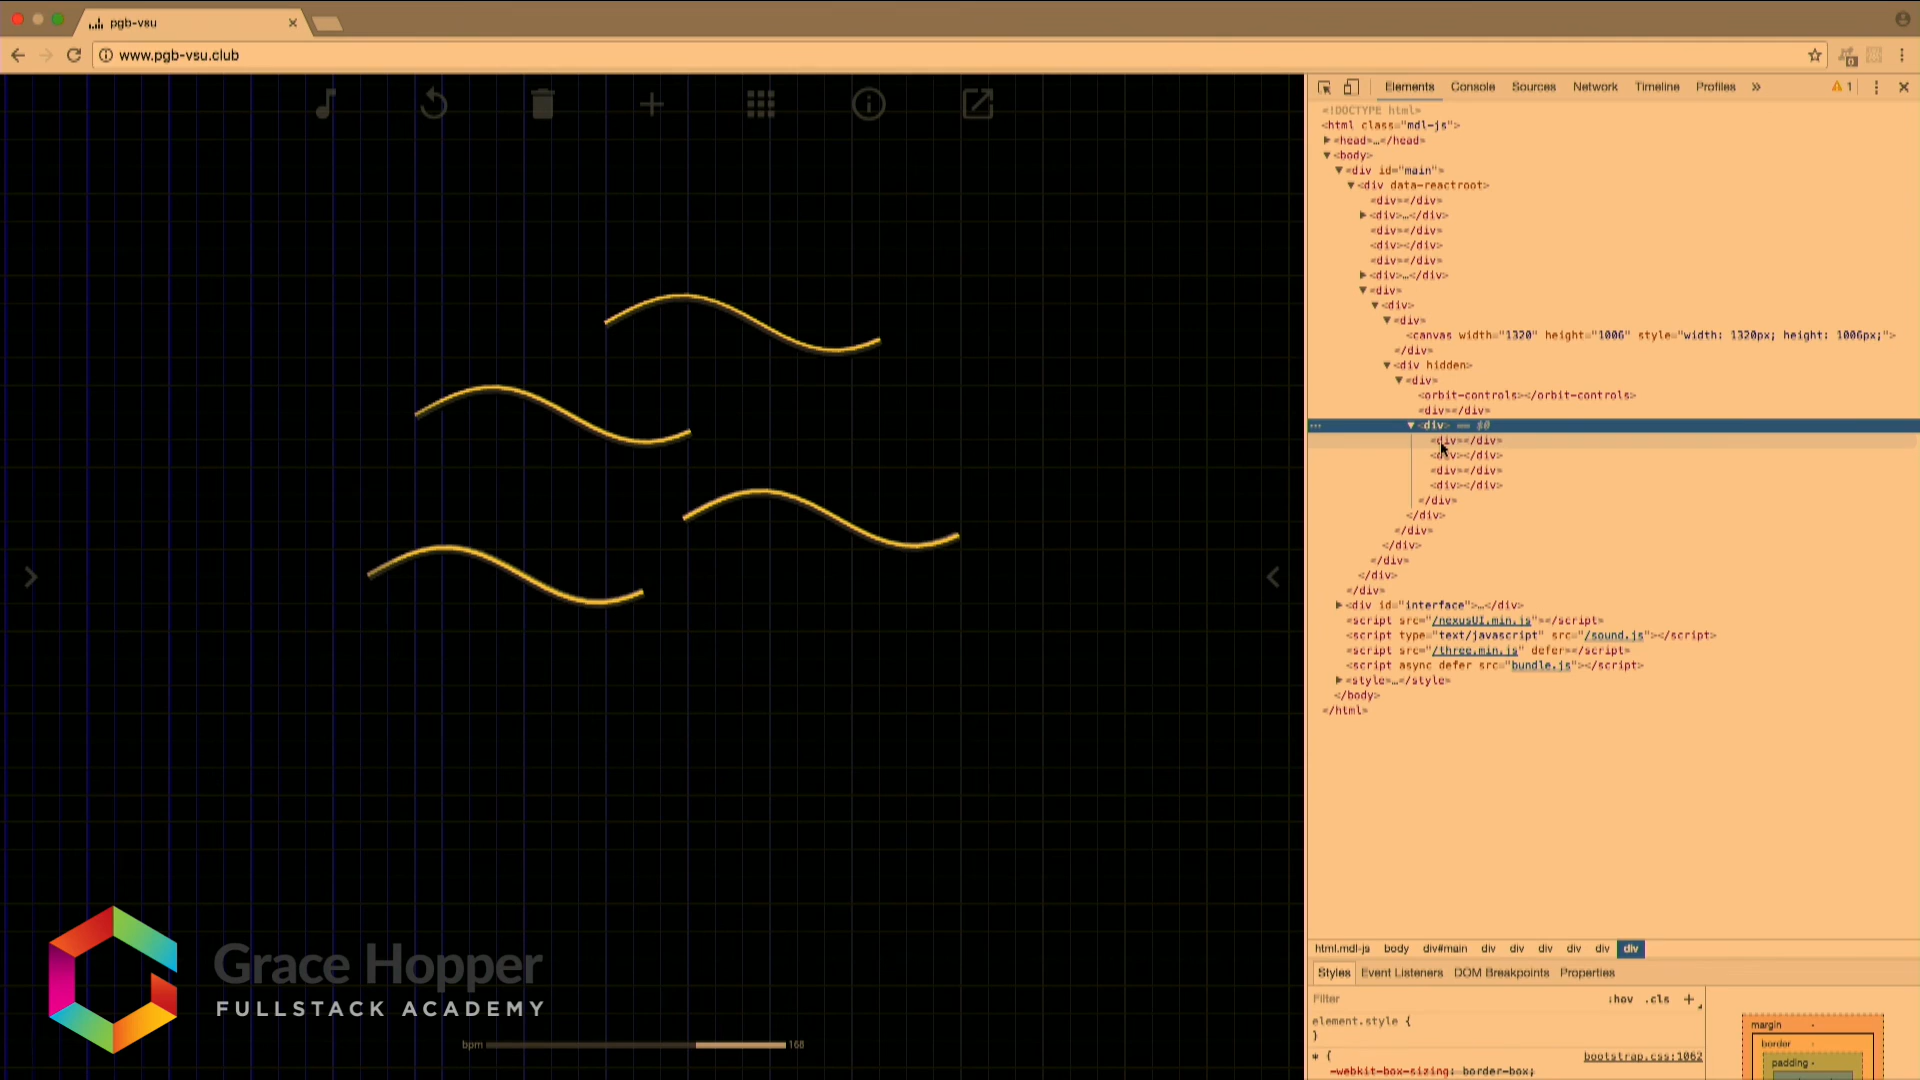 pgb-vsu
www.pgb-vsu.club
Elements Console Sources Network Timeline Profiles » 1
<!DOCTYPE html>
<html class="mdl-js">
<head>…</head>
<body>
<div id="main">
<div data-reactroot>
<div></div>
<div>…</div>
<div></div>
<div></div>
<div></div>
<div>…</div>
<div>
<div>
<div>
<canvas width="1320" height="1006" style="width: 1320px; height: 1006px;">
</div>
<div hidden>
<div>
<orbit-controls></orbit-controls>
<div></div>
… <div> == $0
<div></div>
<div></div>
<div></div>
<div></div>
</div>
</div>
</div>
</div>
</div>
</div>
</div>
<div id="interface">…</div>
<script src="/nexusUI.min.js"></script>
<script type="text/javascript" src="/sound.js"></script>
<script src="/three.min.js" defer></script>
<script async defer src="bundle.js"></script>
<style>…</style>
</body>
</html>
Grace Hopper
FULLSTACK ACADEMY
bpm 168
html.mdl-js body div#main div div div div div div
Styles Event Listeners DOM Breakpoints Properties
Filter :hov .cls +
element.style {
}
* { bootstrap.css:1062
-webkit-box-sizing: border-box;
margin -
border -
padding -